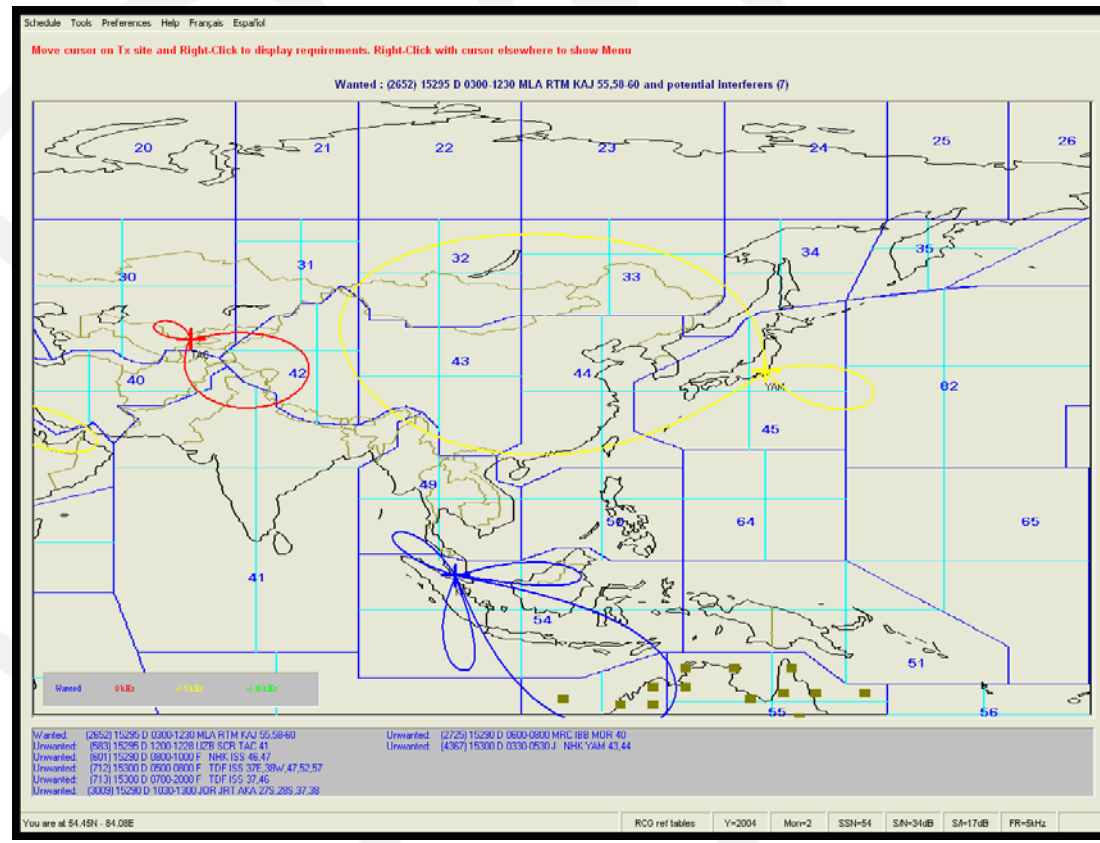 Schedule Tools Preferences Help Français Español
Move cursor on Tx site and Right-Click to display requirements. Right-Click with cursor elsewhere to show Menu
Wanted : (2652) 15295 D 0300-1230 MLA RTM KAJ 55,58-60 and potential interferers (7)
20 21 22 23 24 25 26
30 31 32 33 34 35
TAC
40 42 43 44 82
YAM
45
49
50 64 65
41
54
51
Wanted 0 kHz -/ 5 kHz -/ 10 kHz
55 56
Wanted: (2652) 15295 D 0300-1230 MLA RTM KAJ 55,58-60
Unwanted: (583) 15295 D 1200-1228 UZB SCR TAC 41
Unwanted: (601) 15290 D 0800-1000 F NHK ISS 46,47
Unwanted: (712) 15300 D 0500-0800 F TDF ISS 37E,38W,47,52,57
Unwanted: (713) 15300 D 0700-2000 F TDF ISS 37,46
Unwanted: (3009) 15290 D 1030-1300 JOR JRT AKA 27S,28S,37,38
Unwanted: (2725) 15290 D 0600-0800 MRC IBB MOR 40
Unwanted: (4367) 15300 D 0330 0530 J NHK YAM 43,44
You are at 54.45N - 84.08E RCG ref tables Y=2004 Mon=2 SSN=54 S/N=34dB S/I=17dB FR=5kHz